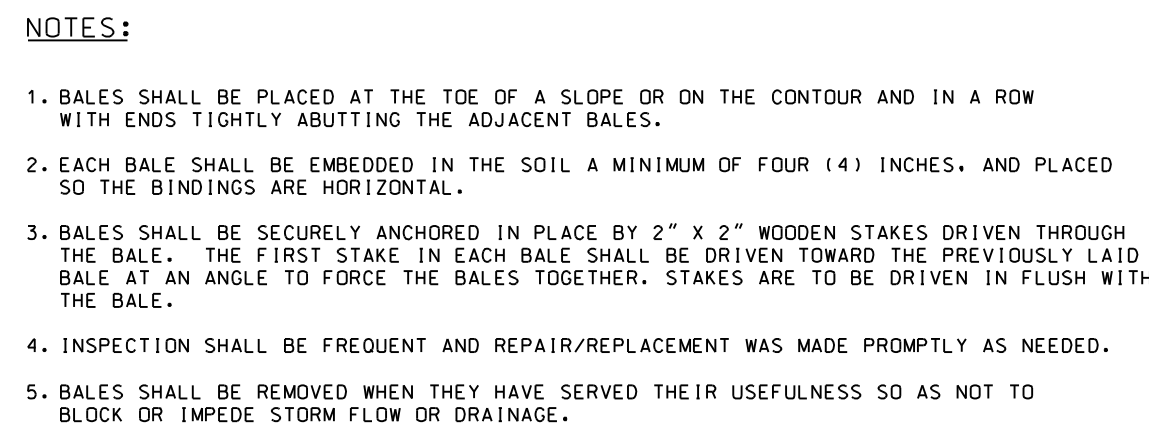 NOTES:
1. BALES SHALL BE PLACED AT THE TOE OF A SLOPE OR ON THE CONTOUR AND IN A ROW
WITH ENDS TIGHTLY ABUTTING THE ADJACENT BALES.
2. EACH BALE SHALL BE EMBEDDED IN THE SOIL A MINIMUM OF FOUR (4) INCHES, AND PLACED
SO THE BINDINGS ARE HORIZONTAL.
3. BALES SHALL BE SECURELY ANCHORED IN PLACE BY 2" X 2" WOODEN STAKES DRIVEN THROUGH
THE BALE. THE FIRST STAKE IN EACH BALE SHALL BE DRIVEN TOWARD THE PREVIOUSLY LAID
BALE AT AN ANGLE TO FORCE THE BALES TOGETHER. STAKES ARE TO BE DRIVEN IN FLUSH WITH
THE BALE.
4. INSPECTION SHALL BE FREQUENT AND REPAIR/REPLACEMENT WAS MADE PROMPTLY AS NEEDED.
5. BALES SHALL BE REMOVED WHEN THEY HAVE SERVED THEIR USEFULNESS SO AS NOT TO
BLOCK OR IMPEDE STORM FLOW OR DRAINAGE.